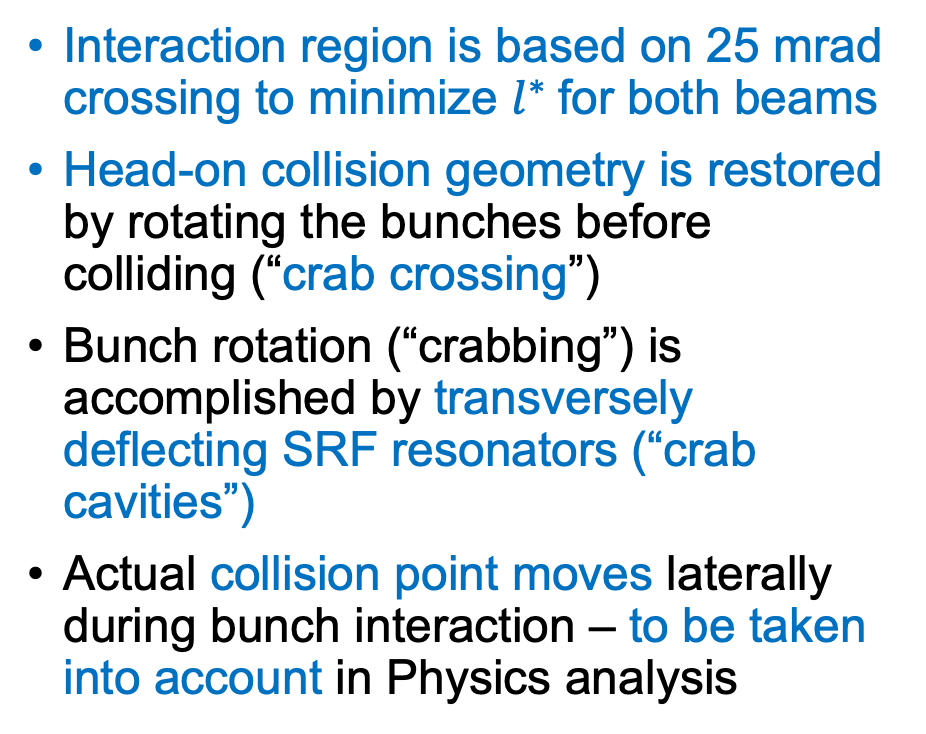 • Interaction region is based on 25 mrad
crossing to minimize l* for both beams
• Head-on collision geometry is restored
by rotating the bunches before
colliding (“crab crossing”)
• Bunch rotation (“crabbing”) is
accomplished by transversely
deflecting SRF resonators (“crab
cavities”)
• Actual collision point moves laterally
during bunch interaction – to be taken
into account in Physics analysis